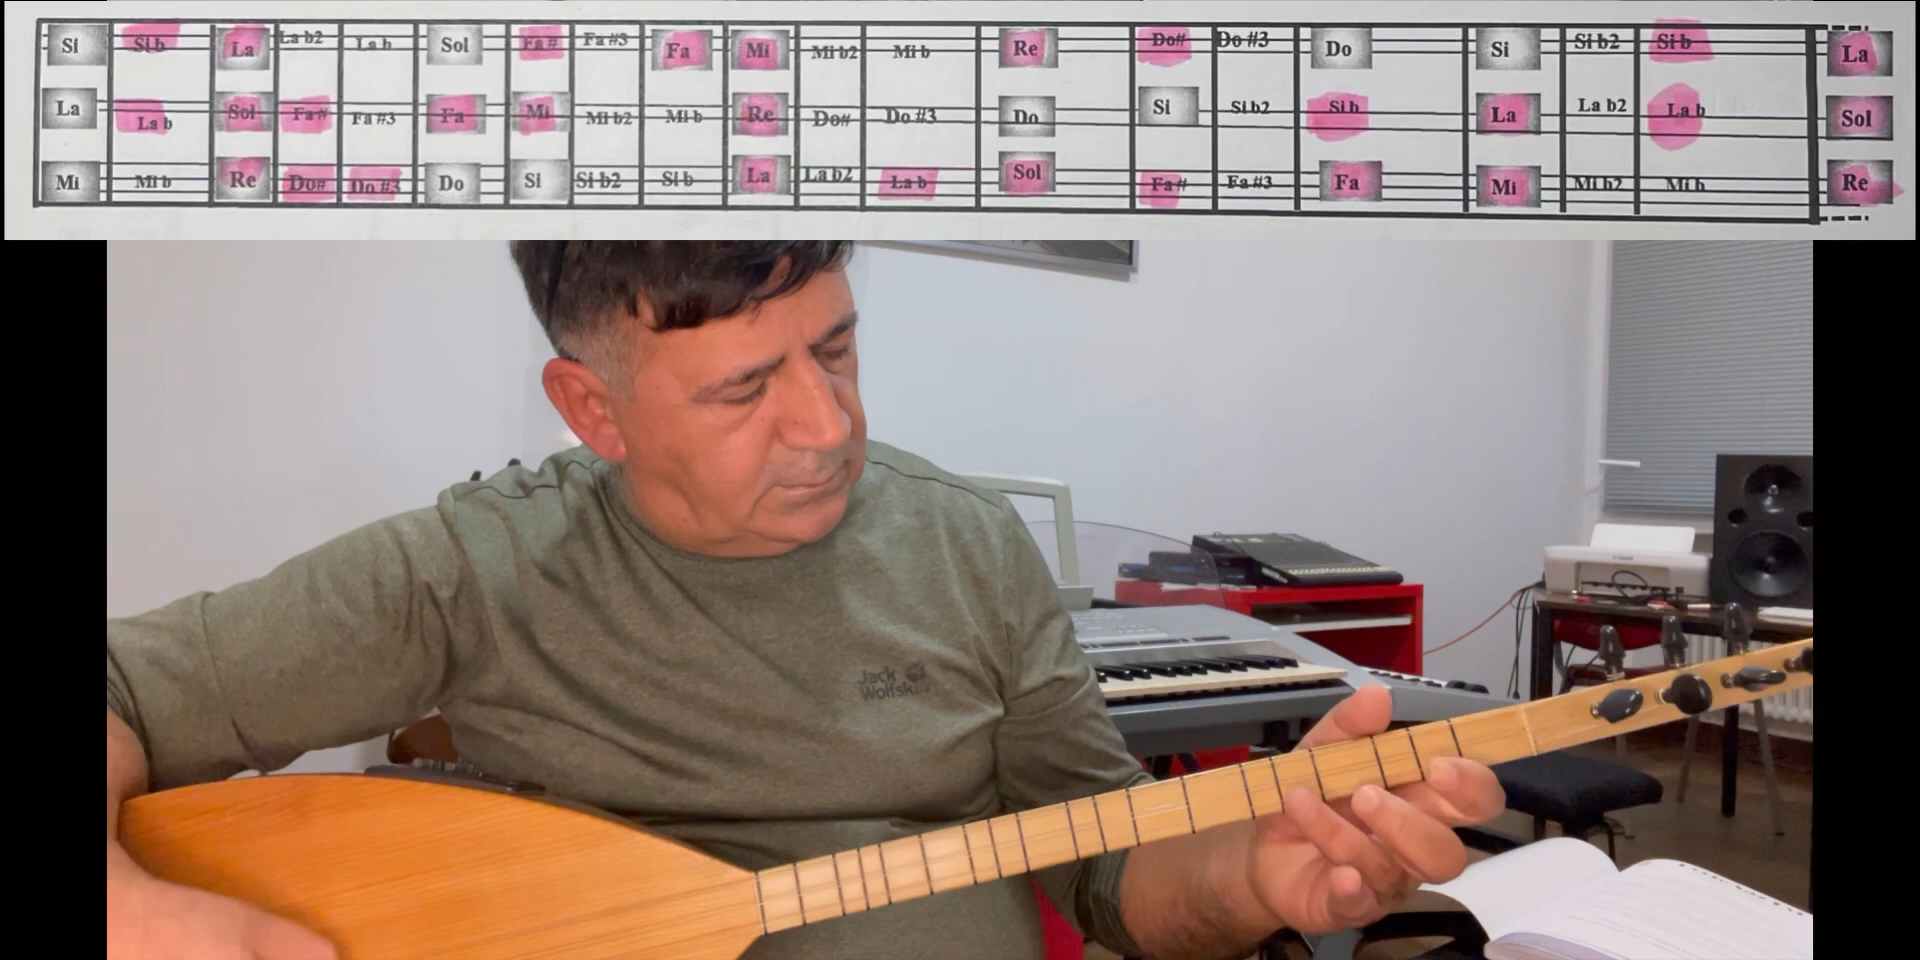 Si Si b La La b2 La b Sol Fa # Fa #3 Fa Mi Mi b2 Mi b Re Do# Do #3 Do Si Si b2 Si b La
La La b Sol Fa # Fa #3 Fa Mi Mi b2 Mi b Re Do# Do #3 Do Si Si b2 Si b La La b2 La b Sol
Mi Mi b Re Do# Do #3 Do Si Si b2 Si b La La b2 La b Sol Fa # Fa #3 Fa Mi Mi b2 Mi b Re
Jack
Wolfskin